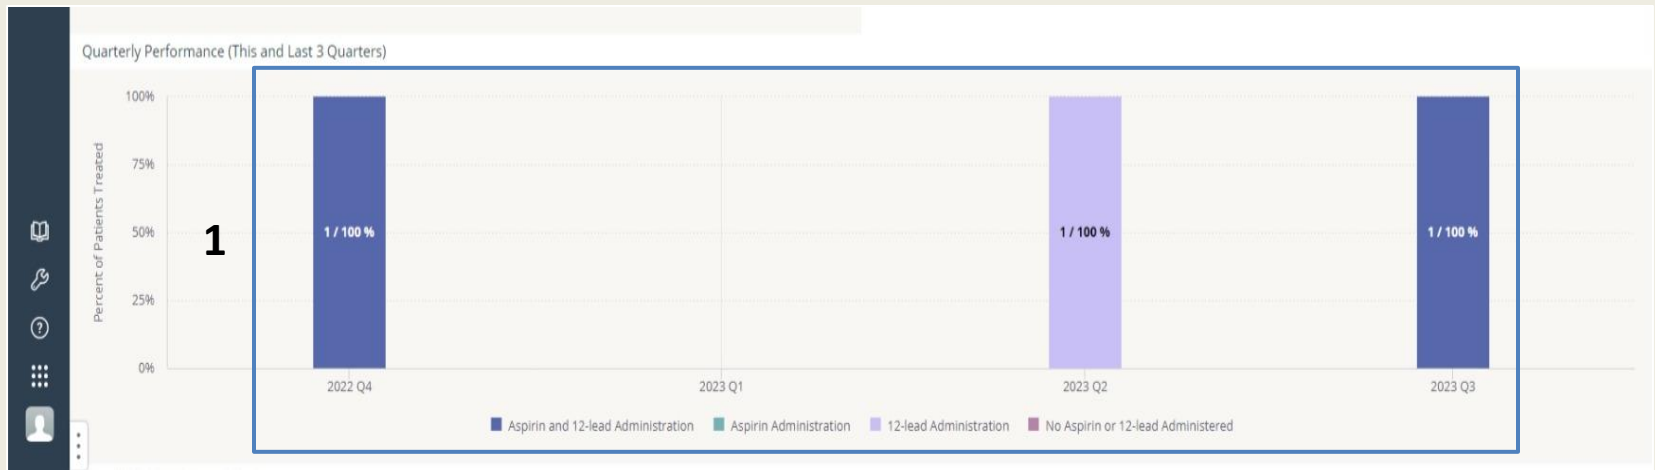 Quarterly Performance (This and Last 3 Quarters)
100%
75%
50%
25%
0%
Percent of Patients Treated
1
1 / 100 %
1 / 100 %
1 / 100 %
2022 Q4
2023 Q1
2023 Q2
2023 Q3
Aspirin and 12-lead Administration
Aspirin Administration
12-lead Administration
No Aspirin or 12-lead Administered